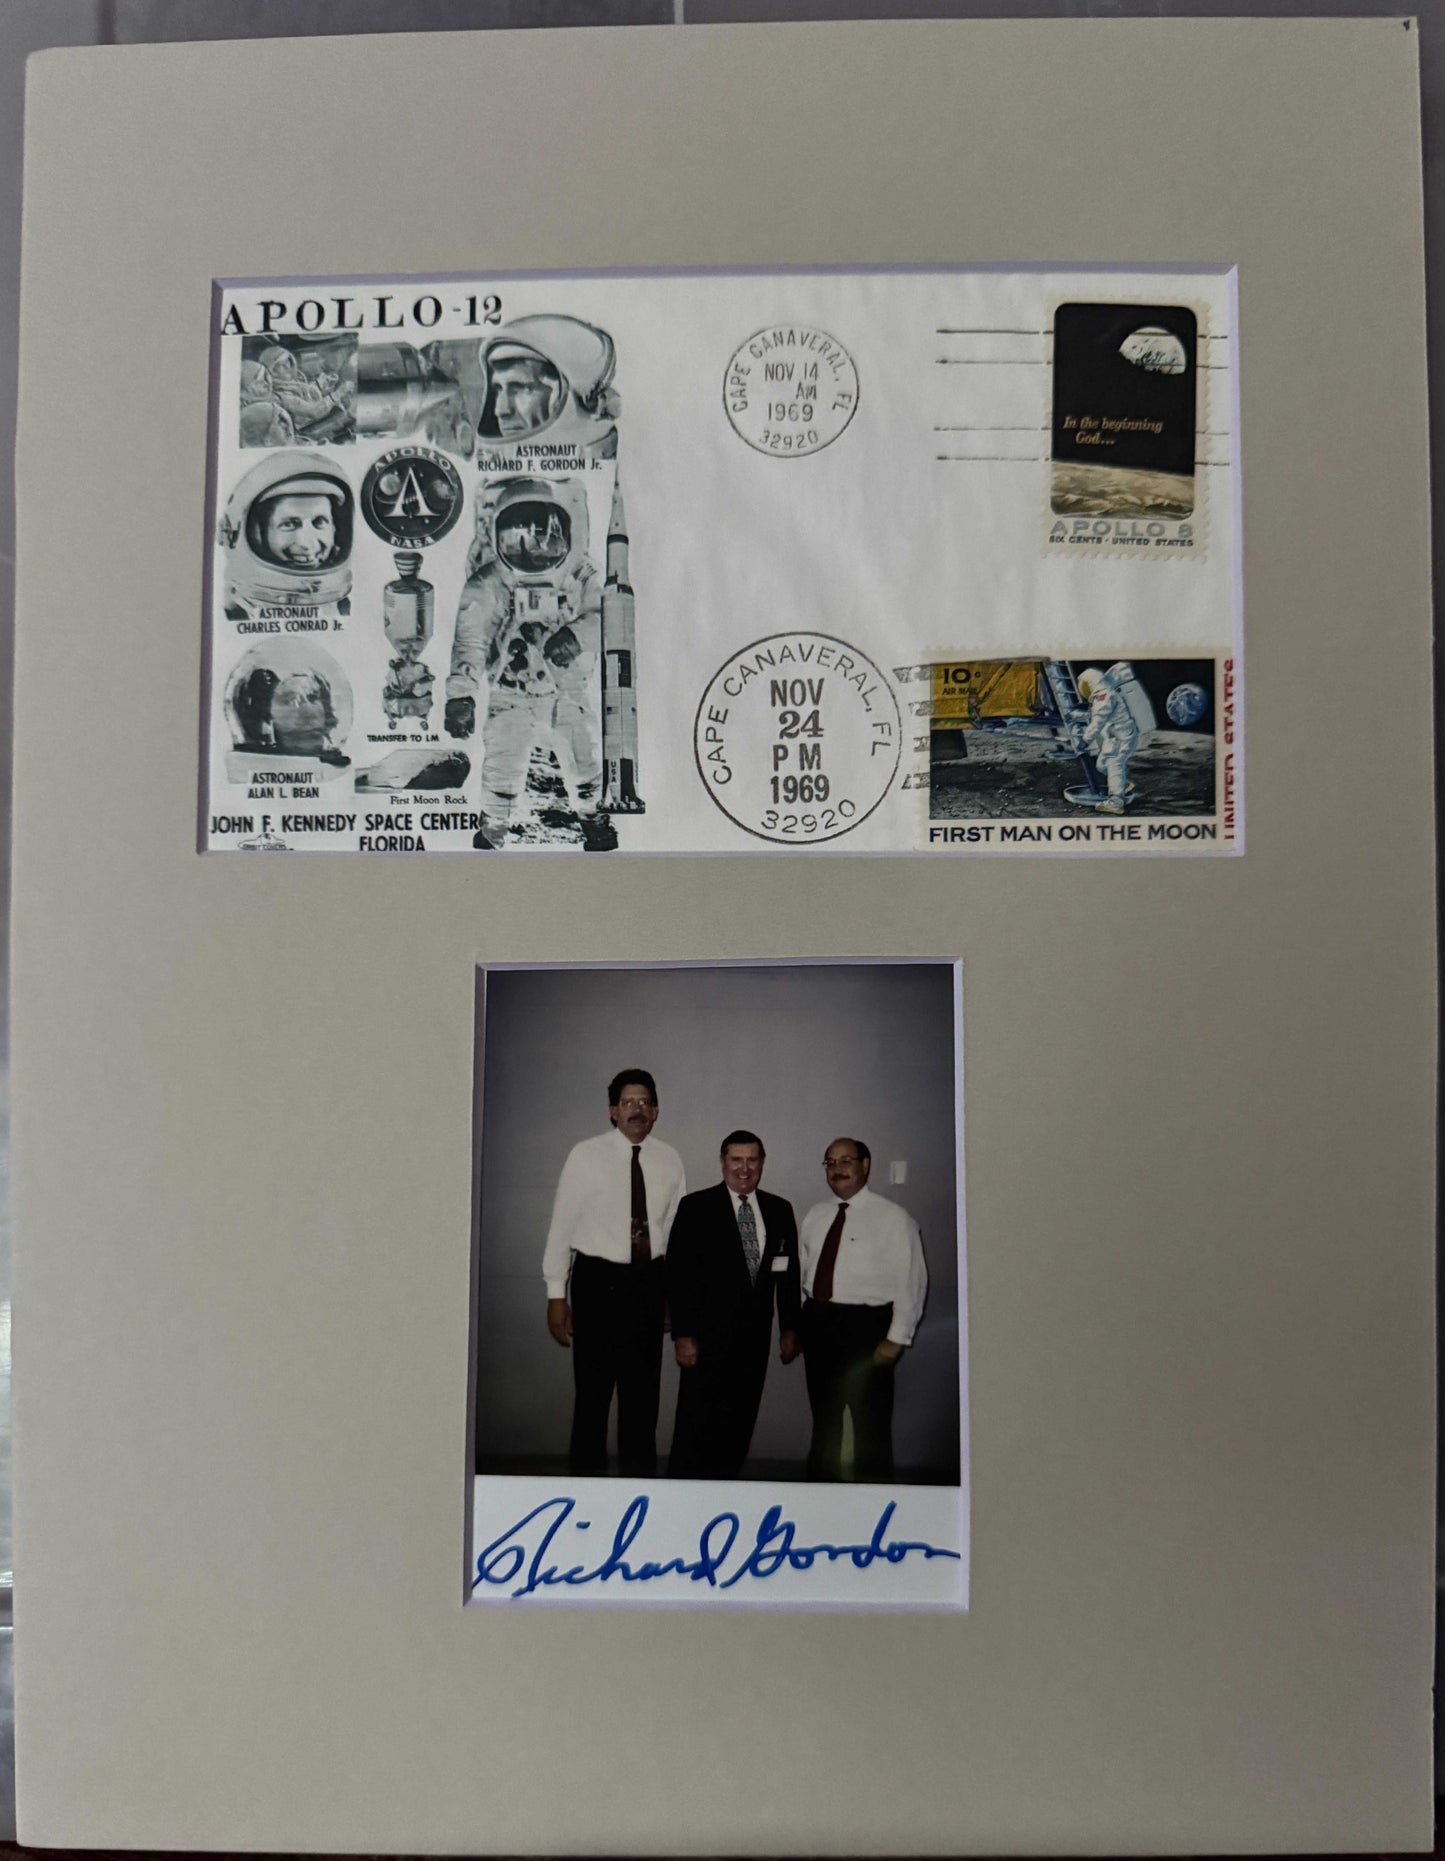 APOLLO-12
ASTRONAUT
RICHARD F. GORDON Jr.
APOLLO
NASA
ASTRONAUT
CHARLES CONRAD Jr.
TRANSFER TO LM
USA
ASTRONAUT
ALAN L. BEAN
First Moon Rock
JOHN F. KENNEDY SPACE CENTER
FLORIDA
CAPE CANAVERAL, FL
NOV 14
AM
1969
32920
In the beginning
God...
APOLLO 8
SIX CENTS · UNITED STATES
CAPE CANAVERAL, FL
NOV
24
PM
1969
32920
10c
AIR MAIL
UNITED STATES
FIRST MAN ON THE MOON
Richard Gordon